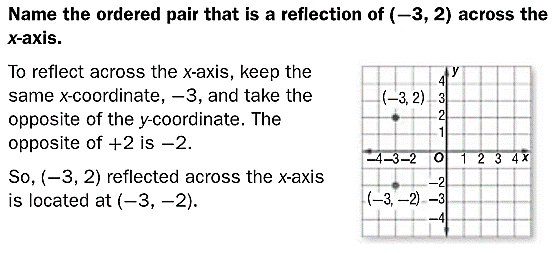 Name the ordered pair that is a reflection of (−3, 2) across the
x-axis.
To reflect across the x-axis, keep the
same x-coordinate, −3, and take the
opposite of the y-coordinate. The
opposite of +2 is −2.
So, (−3, 2) reflected across the x-axis
is located at (−3, −2).
y
4
(−3, 2) 3
2
1
−4−3−2 O 1 2 3 4 x
−2
(−3, −2) −3
−4